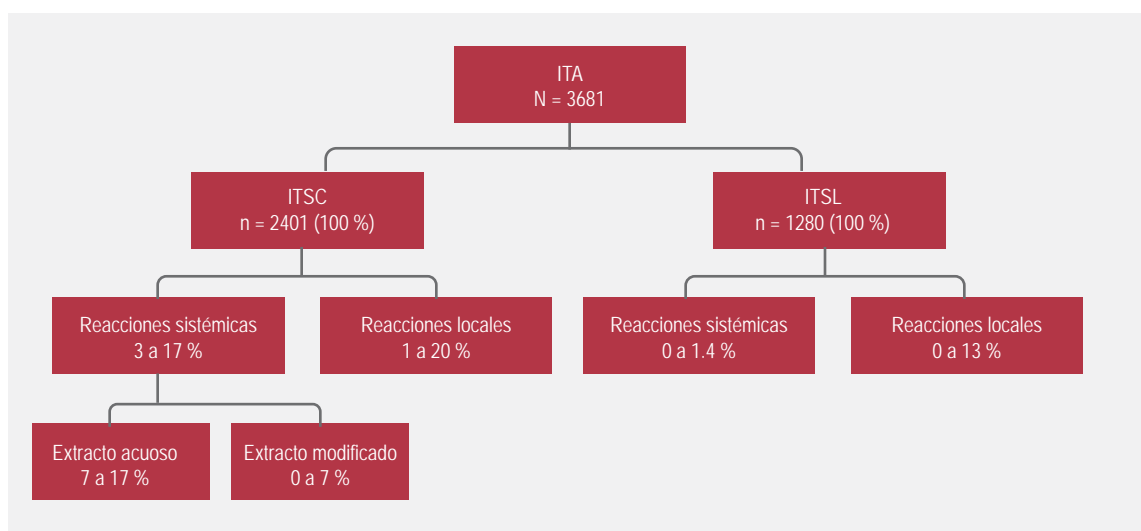 ITA
N = 3681
ITSC
n = 2401 (100 %)
ITSL
n = 1280 (100 %)
Reacciones sistémicas
3 a 17 %
Reacciones locales
1 a 20 %
Reacciones sistémicas
0 a 1.4 %
Reacciones locales
0 a 13 %
Extracto acuoso
7 a 17 %
Extracto modificado
0 a 7 %